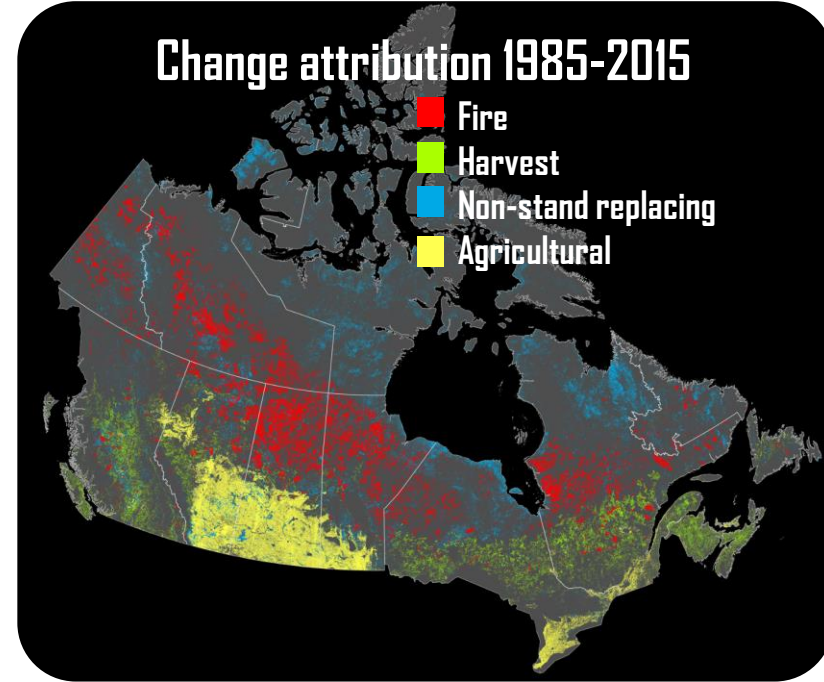 Change attribution 1985-2015
Fire
Harvest
Non-stand replacing
Agricultural